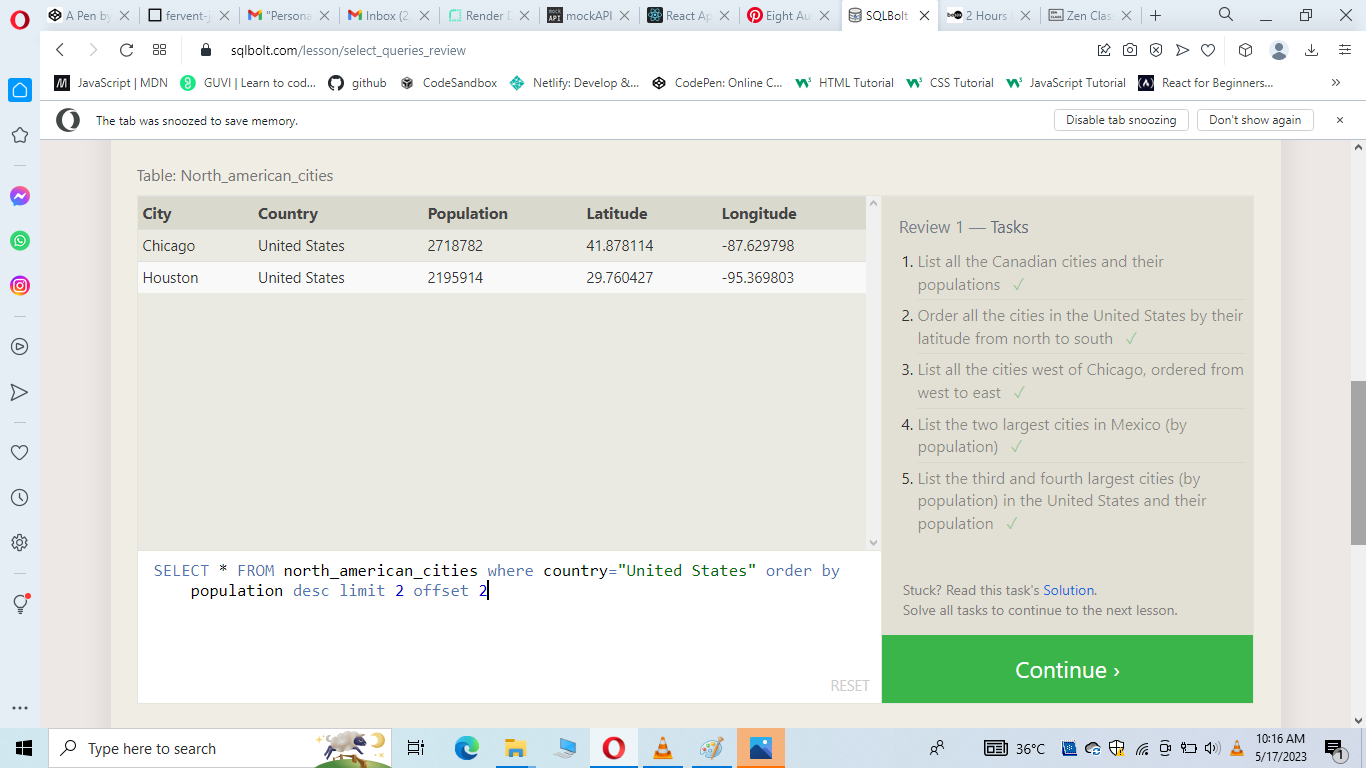 A Pen by
fervent-j
"Persona
Inbox (2
Render D
mockAPI
React Ap
Eight Au
SQLBolt
2 Hours
Zen Clas
sqlbolt.com/lesson/select_queries_review
JavaScript | MDN
GUVI | Learn to cod...
github
CodeSandbox
Netlify: Develop &...
CodePen: Online C...
HTML Tutorial
CSS Tutorial
JavaScript Tutorial
React for Beginners...
The tab was snoozed to save memory.
Disable tab snoozing
Don't show again
Table: North_american_cities
City Country Population Latitude Longitude
Chicago United States 2718782 41.878114 -87.629798
Houston United States 2195914 29.760427 -95.369803
Review 1 — Tasks
1. List all the Canadian cities and their
populations ✓
2. Order all the cities in the United States by their
latitude from north to south ✓
3. List all the cities west of Chicago, ordered from
west to east ✓
4. List the two largest cities in Mexico (by
population) ✓
5. List the third and fourth largest cities (by
population) in the United States and their
population ✓
SELECT * FROM north_american_cities where country="United States" order by
population desc limit 2 offset 2
RESET
Stuck? Read this task's Solution.
Solve all tasks to continue to the next lesson.
Continue ›
Type here to search
36°C
10:16 AM
5/17/2023
1